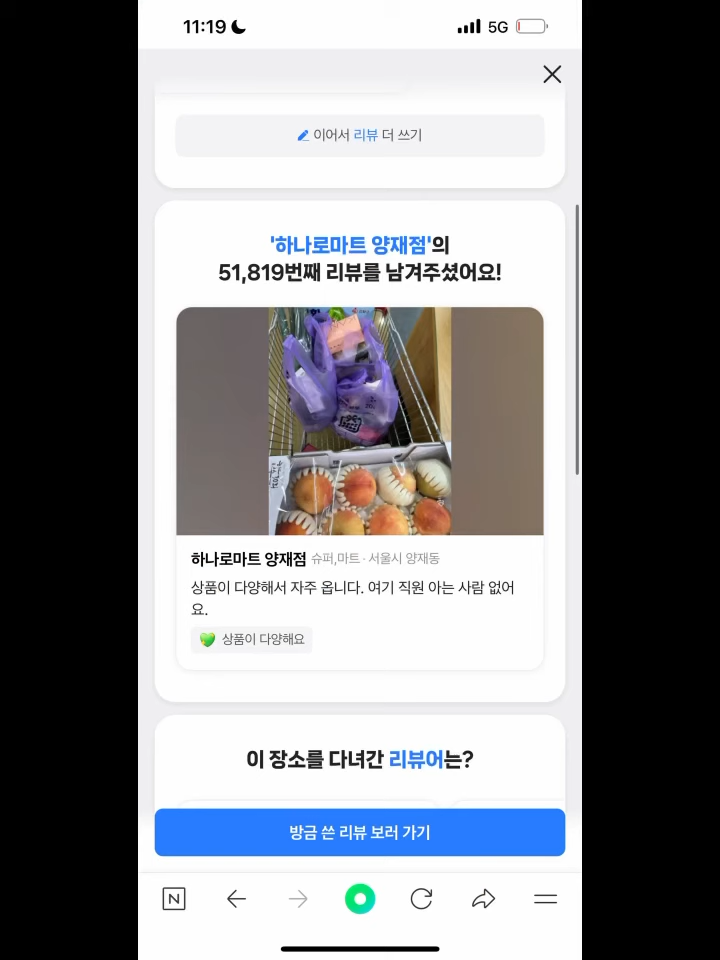 11:19
5G
이어서 리뷰 더 쓰기
'하나로마트 양재점'의
51,819번째 리뷰를 남겨주셨어요!
하나로마트 양재점 슈퍼,마트 · 서울시 양재동
상품이 다양해서 자주 옵니다. 여기 직원 아는 사람 없어
요.
상품이 다양해요
이 장소를 다녀간 리뷰어는?
방금 쓴 리뷰 보러 가기
N